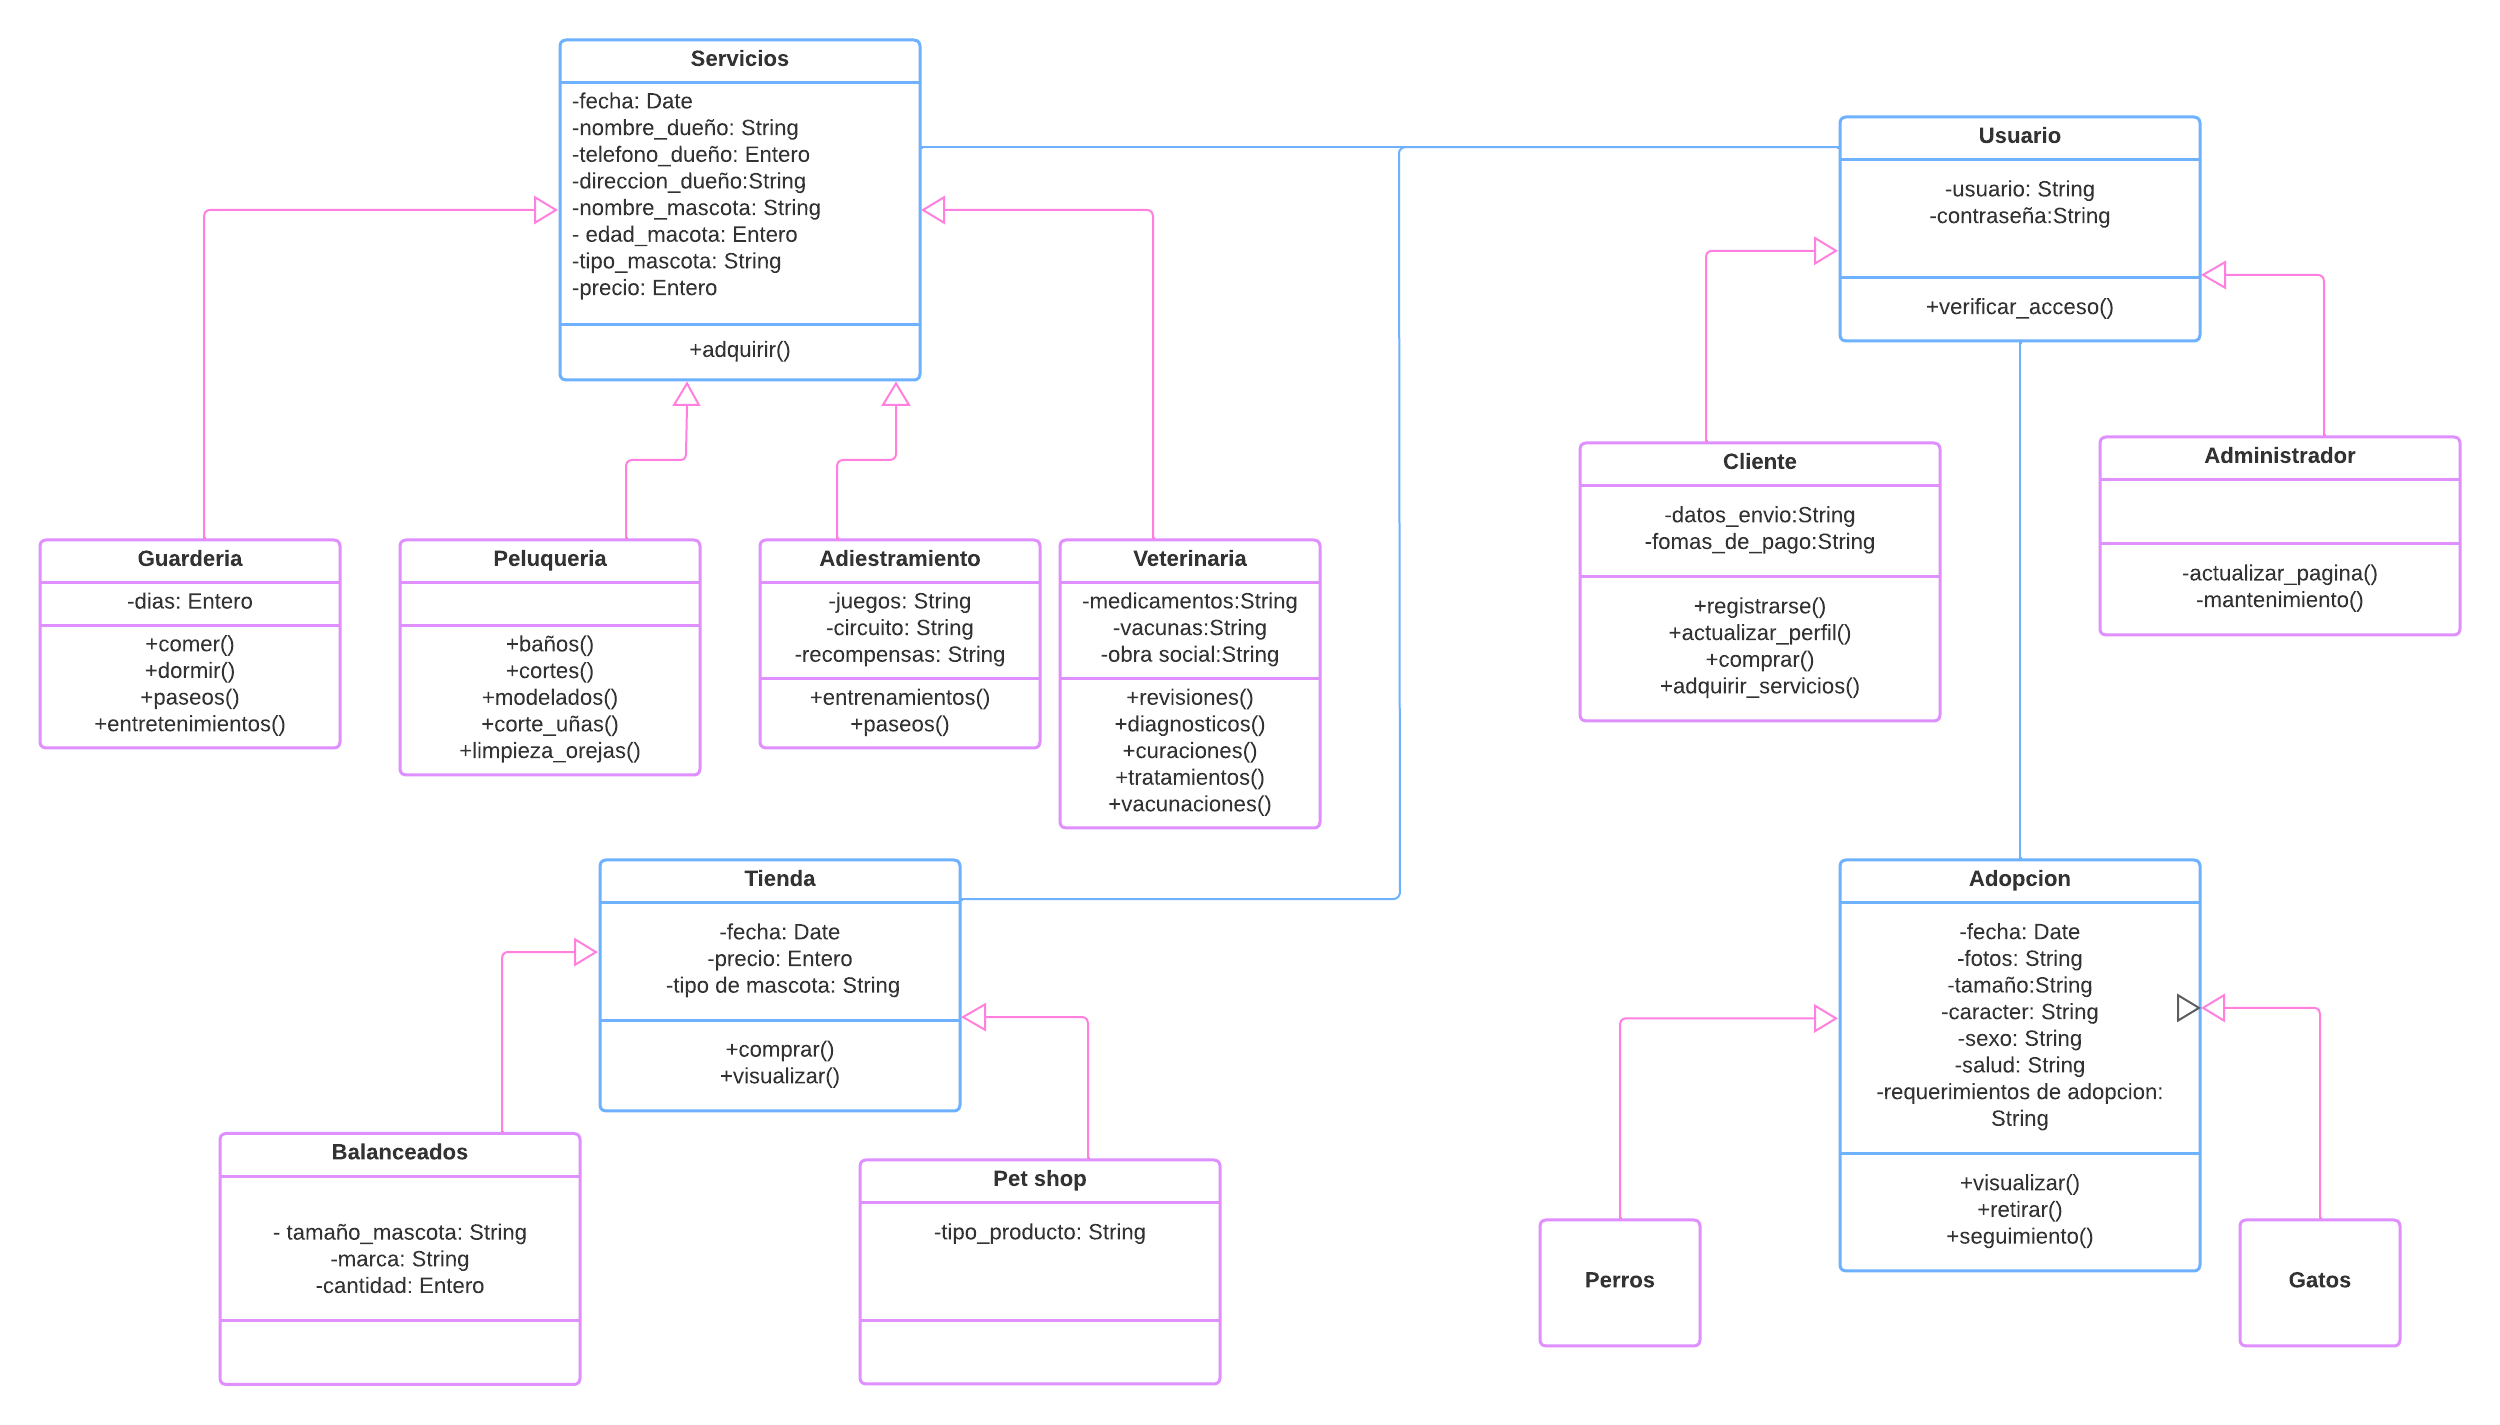 Servicios
-fecha: Date
-nombre_dueño: String
-telefono_dueño: Entero
-direccion_dueño:String
-nombre_mascota: String
- edad_macota: Entero
-tipo_mascota: String
-precio: Entero
+adquirir()
Usuario
-usuario: String
-contraseña:String
+verificar_acceso()
Guarderia
-dias: Entero
+comer()
+dormir()
+paseos()
+entretenimientos()
Peluqueria
+baños()
+cortes()
+modelados()
+corte_uñas()
+limpieza_orejas()
Adiestramiento
-juegos: String
-circuito: String
-recompensas: String
+entrenamientos()
+paseos()
Veterinaria
-medicamentos:String
-vacunas:String
-obra social:String
+revisiones()
+diagnosticos()
+curaciones()
+tratamientos()
+vacunaciones()
Cliente
-datos_envio:String
-fomas_de_pago:String
+registrarse()
+actualizar_perfil()
+comprar()
+adquirir_servicios()
Administrador
-actualizar_pagina()
-mantenimiento()
Tienda
-fecha: Date
-precio: Entero
-tipo de mascota: String
+comprar()
+visualizar()
Adopcion
-fecha: Date
-fotos: String
-tamaño:String
-caracter: String
-sexo: String
-salud: String
-requerimientos de adopcion:
String
+visualizar()
+retirar()
+seguimiento()
Balanceados
- tamaño_mascota: String
-marca: String
-cantidad: Entero
Pet shop
-tipo_producto: String
Perros
Gatos